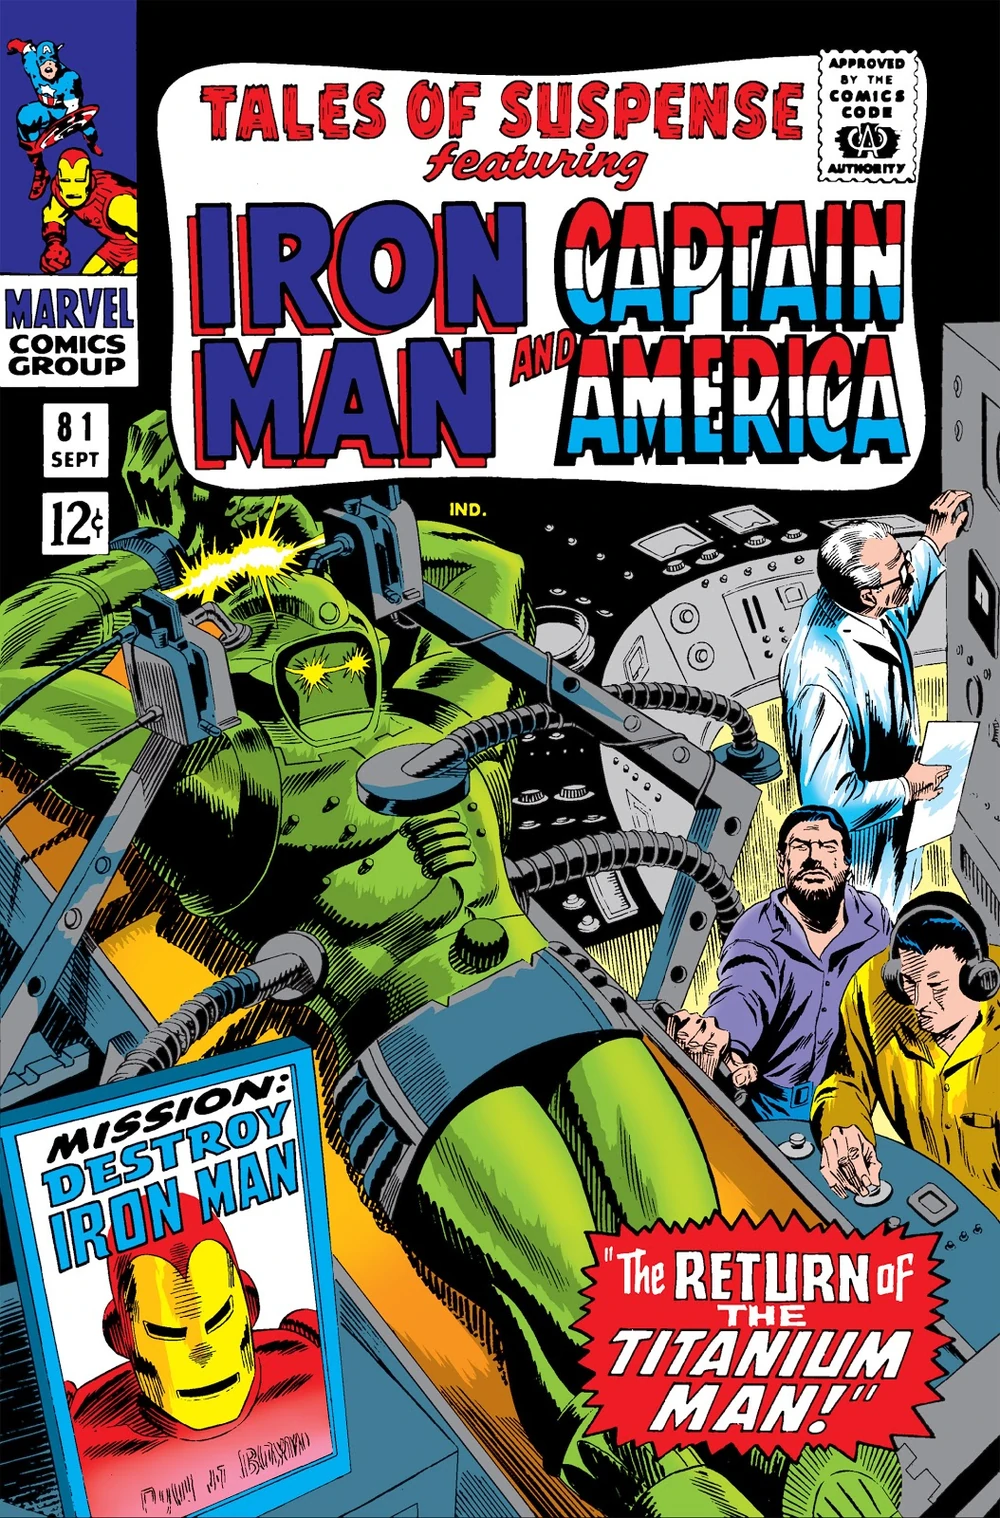 TALES OF SUSPENSE
featuring
IRON
MAN
AND
CAPTAIN
AMERICA
APPROVED
BY THE
COMICS
CODE
CA
AUTHORITY
A
MARVEL
COMICS
GROUP
81
SEPT
12¢
IND.
MISSION:
DESTROY
IRON MAN
"The RETURN of
THE
TITANIUM
MAN!"